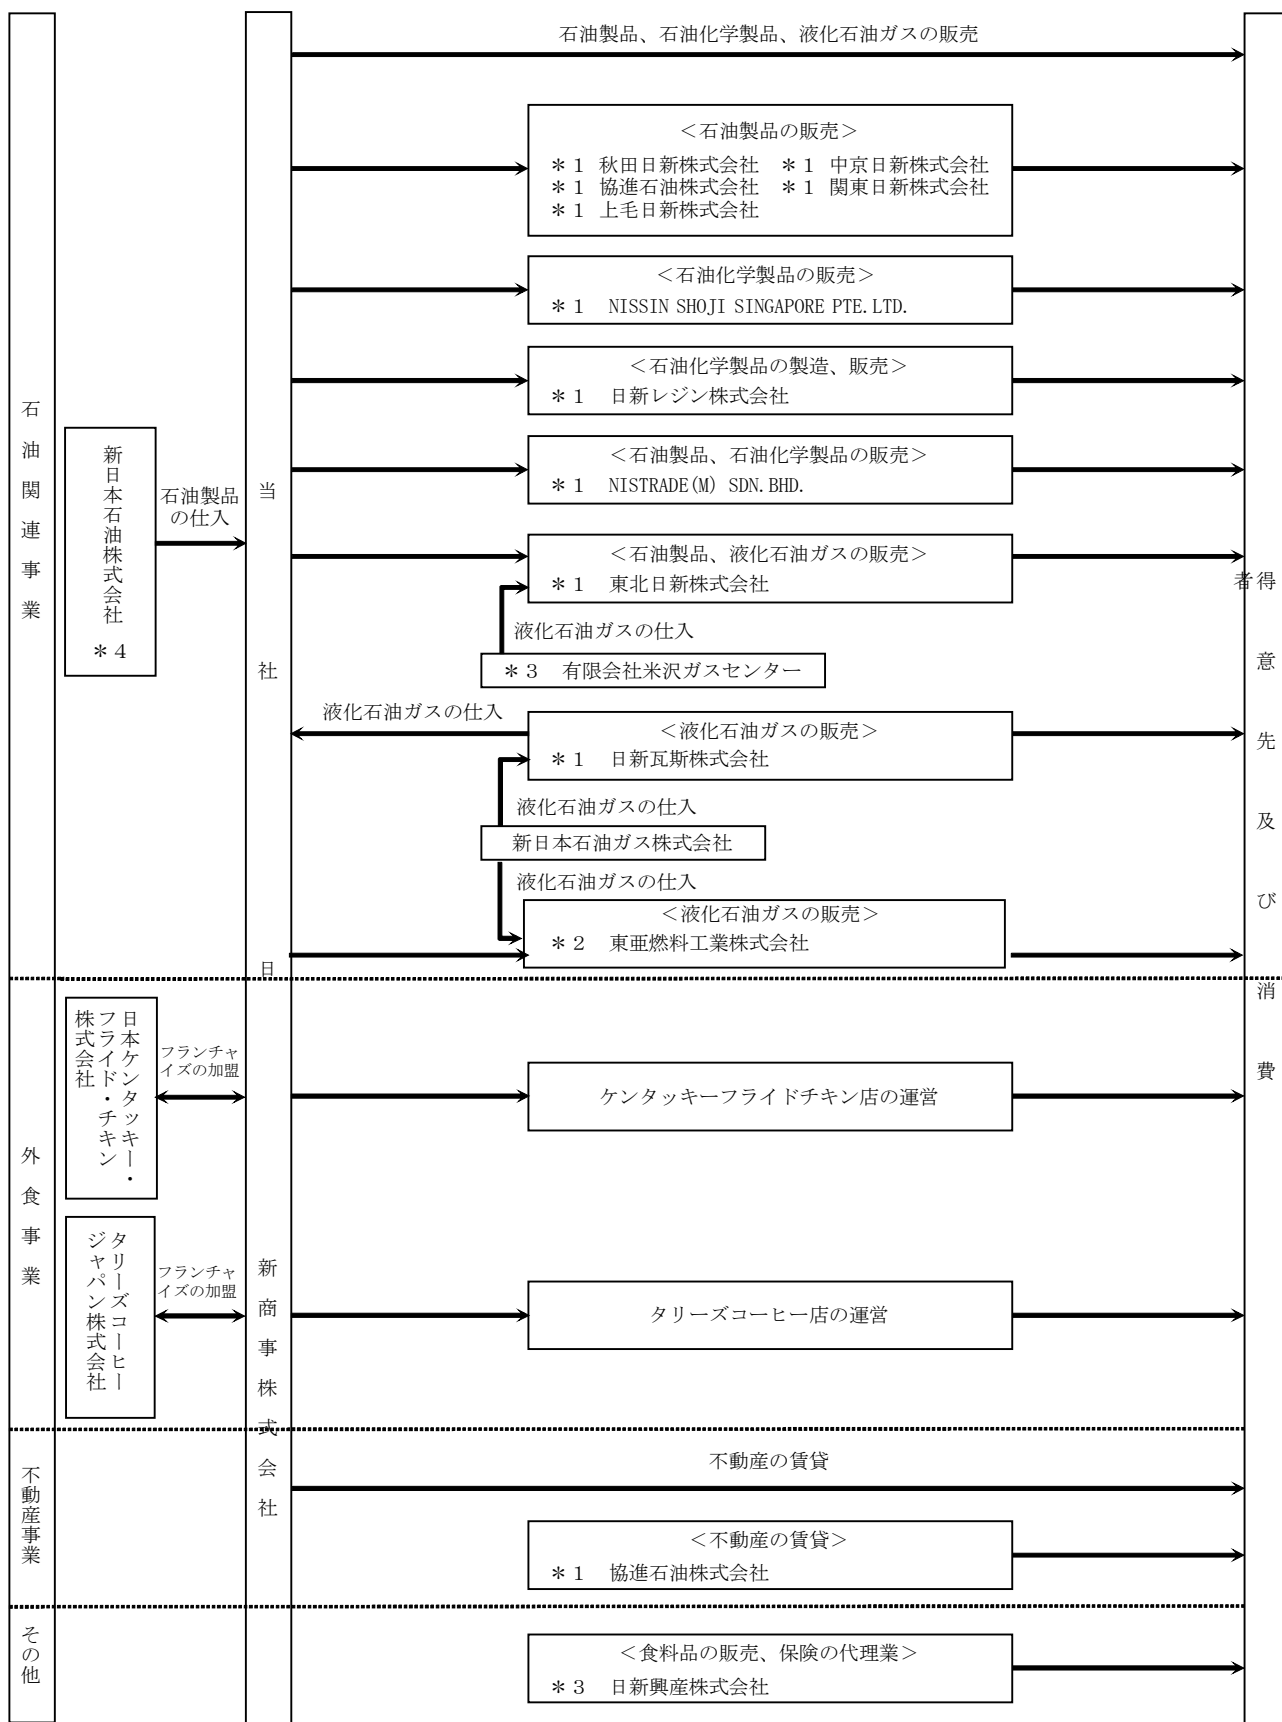 石油関連事業
新日本石油株式会社
＊４
石油製品
の仕入
当社
日新商事株式会社
得意先及び消費者
石油製品、石油化学製品、液化石油ガスの販売
＜石油製品の販売＞
＊１ 秋田日新株式会社 ＊１ 中京日新株式会社
＊１ 協進石油株式会社 ＊１ 関東日新株式会社
＊１ 上毛日新株式会社
＜石油化学製品の販売＞
＊１ NISSIN SHOJI SINGAPORE PTE.LTD.
＜石油化学製品の製造、販売＞
＊１ 日新レジン株式会社
＜石油製品、石油化学製品の販売＞
＊１ NISTRADE(M) SDN.BHD.
＜石油製品、液化石油ガスの販売＞
＊１ 東北日新株式会社
液化石油ガスの仕入
＊３ 有限会社米沢ガスセンター
液化石油ガスの仕入
＜液化石油ガスの販売＞
＊１ 日新瓦斯株式会社
液化石油ガスの仕入
新日本石油ガス株式会社
液化石油ガスの仕入
＜液化石油ガスの販売＞
＊２ 東亜燃料工業株式会社
外食事業
日本ケンタッキー・
フライド・チキン
株式会社
フランチャ
イズの加盟
ケンタッキーフライドチキン店の運営
タリーズコーヒー
ジャパン株式会社
フランチャ
イズの加盟
タリーズコーヒー店の運営
不動産事業
不動産の賃貸
＜不動産の賃貸＞
＊１ 協進石油株式会社
その他
＜食料品の販売、保険の代理業＞
＊３ 日新興産株式会社